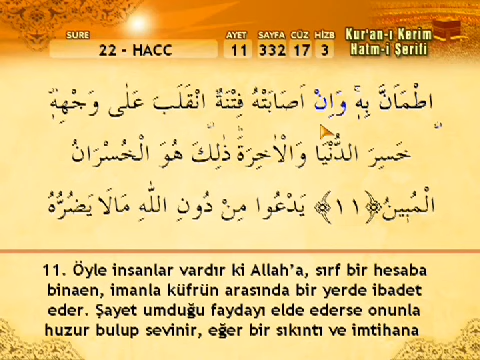 SURE AYET SAYFA CÜZ HİZB
22 - HACC 11 332 17 3
Kur'an-ı Kerim
Hatm-i Şerifi
اطْمَاَنَّ بِهِۚ وَاِنْ اَصَابَتْهُ فِتْنَةٌ انْقَلَبَ عَلٰى وَجْهِهِۚ
خَسِرَ الدُّنْيَا وَالْاٰخِرَةَۜ ذٰلِكَ هُوَ الْخُسْرَانُ
الْمُب۪ينُ ﴿١١﴾ يَدْعُوا مِنْ دُونِ اللّٰهِ مَالَا يَضُرُّهُ
11. Öyle insanlar vardır ki Allah’a, sırf bir hesaba
binaen, imanla küfrün arasında bir yerde ibadet
eder. Şayet umduğu faydayı elde ederse onunla
huzur bulup sevinir, eğer bir sıkıntı ve imtihana